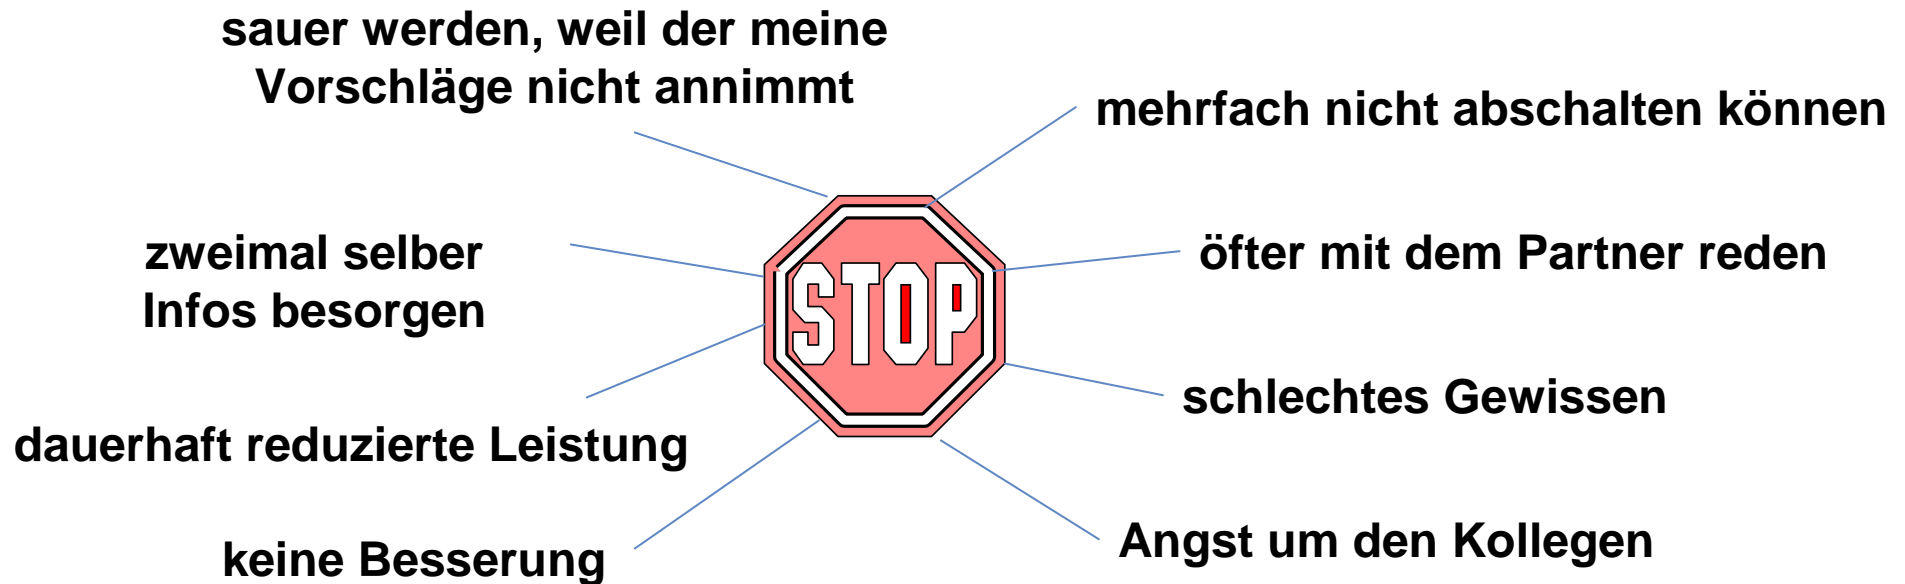 sauer werden, weil der meine
Vorschläge nicht annimmt
mehrfach nicht abschalten können
zweimal selber
Infos besorgen
öfter mit dem Partner reden
STOP
dauerhaft reduzierte Leistung
schlechtes Gewissen
keine Besserung
Angst um den Kollegen